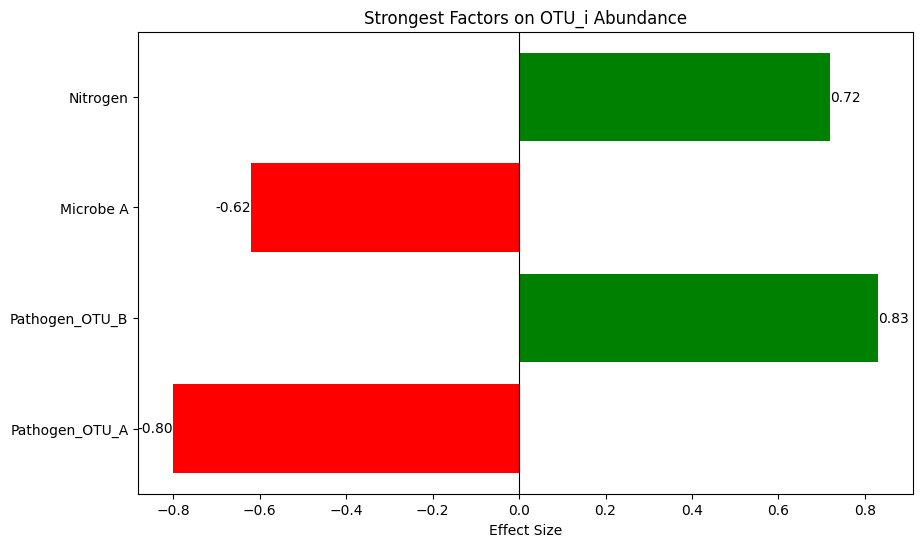 Strongest Factors on OTU_i Abundance
Nitrogen
0.72
Microbe A
-0.62
Pathogen_OTU_B
0.83
Pathogen_OTU_A
-0.80
−0.8 −0.6 −0.4 −0.2 0.0 0.2 0.4 0.6 0.8
Effect Size